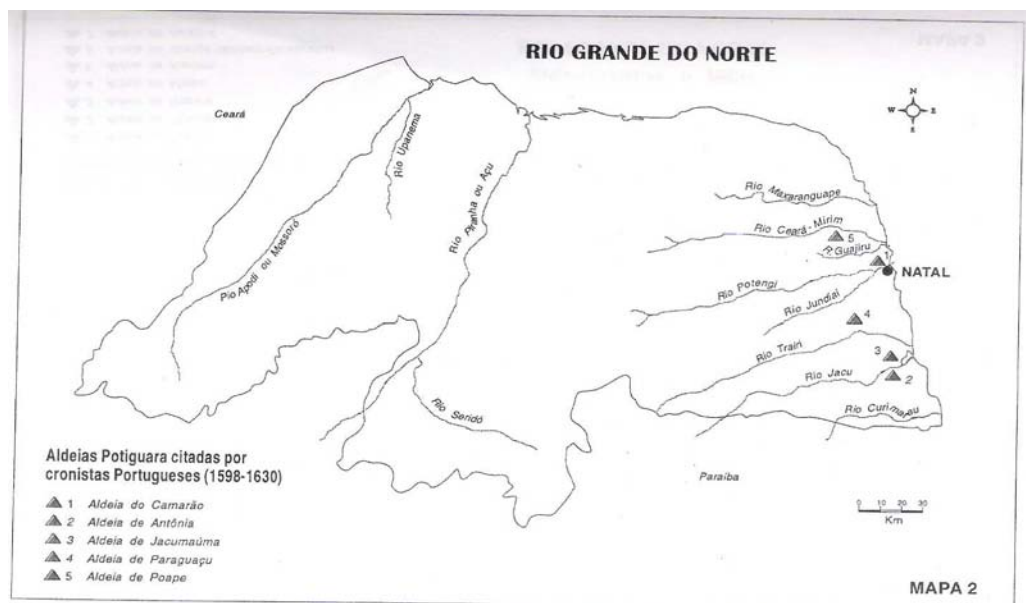 RIO GRANDE DO NORTE
N
W
E
S
Ceará
Rio Upanema
Rio Piranha ou Açu
Rio Apodi ou Mossoró
Rio Maxaranguape
Rio Ceará-Mirim
5
R. Guajiru
1
NATAL
Rio Potengi
Rio Jundiaí
4
Rio Trairi
3
Rio Jacu
2
Rio Curimataú
Rio Seridó
Paraíba
Aldeias Potiguara citadas por
cronistas Portugueses (1598-1630)
1 Aldeia do Camarão
2 Aldeia de Antônia
3 Aldeia de Jacumaúma
4 Aldeia de Paraguaçu
5 Aldeia de Poape
0 10 20 30
Km
MAPA 2